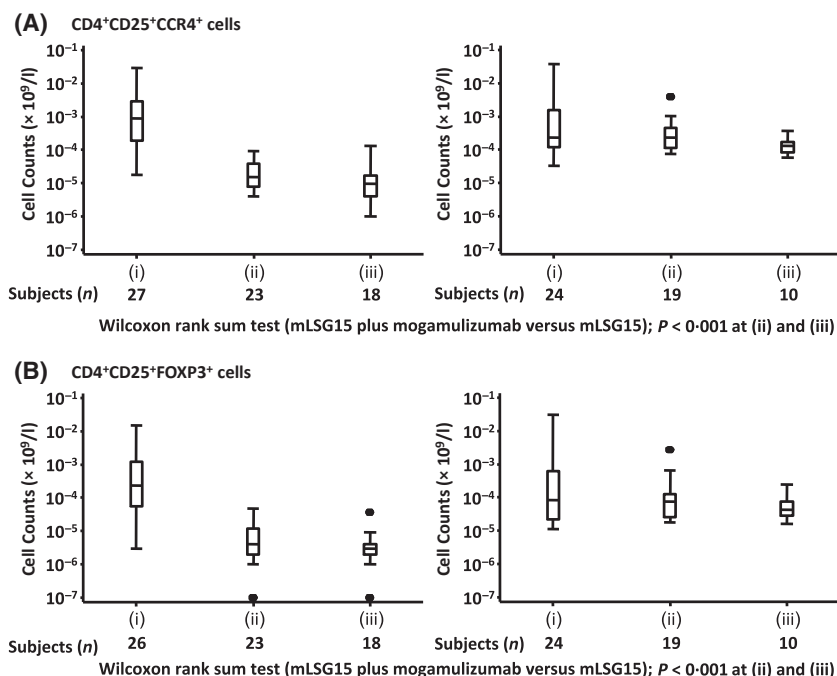 (A) CD4⁺CD25⁺CCR4⁺ cells
Cell Counts (× 10⁹/l)
10⁻¹
10⁻²
10⁻³
10⁻⁴
10⁻⁵
10⁻⁶
10⁻⁷
(i) (ii) (iii)
Subjects (n) 27 23 18
Cell Counts (× 10⁹/l)
10⁻¹
10⁻²
10⁻³
10⁻⁴
10⁻⁵
10⁻⁶
10⁻⁷
(i) (ii) (iii)
Subjects (n) 24 19 10
Wilcoxon rank sum test (mLSG15 plus mogamulizumab versus mLSG15); P < 0·001 at (ii) and (iii)
(B) CD4⁺CD25⁺FOXP3⁺ cells
Cell Counts (× 10⁹/l)
10⁻¹
10⁻²
10⁻³
10⁻⁴
10⁻⁵
10⁻⁶
10⁻⁷
(i) (ii) (iii)
Subjects (n) 26 23 18
Cell Counts (× 10⁹/l)
10⁻¹
10⁻²
10⁻³
10⁻⁴
10⁻⁵
10⁻⁶
10⁻⁷
(i) (ii) (iii)
Subjects (n) 24 19 10
Wilcoxon rank sum test (mLSG15 plus mogamulizumab versus mLSG15); P < 0·001 at (ii) and (iii)